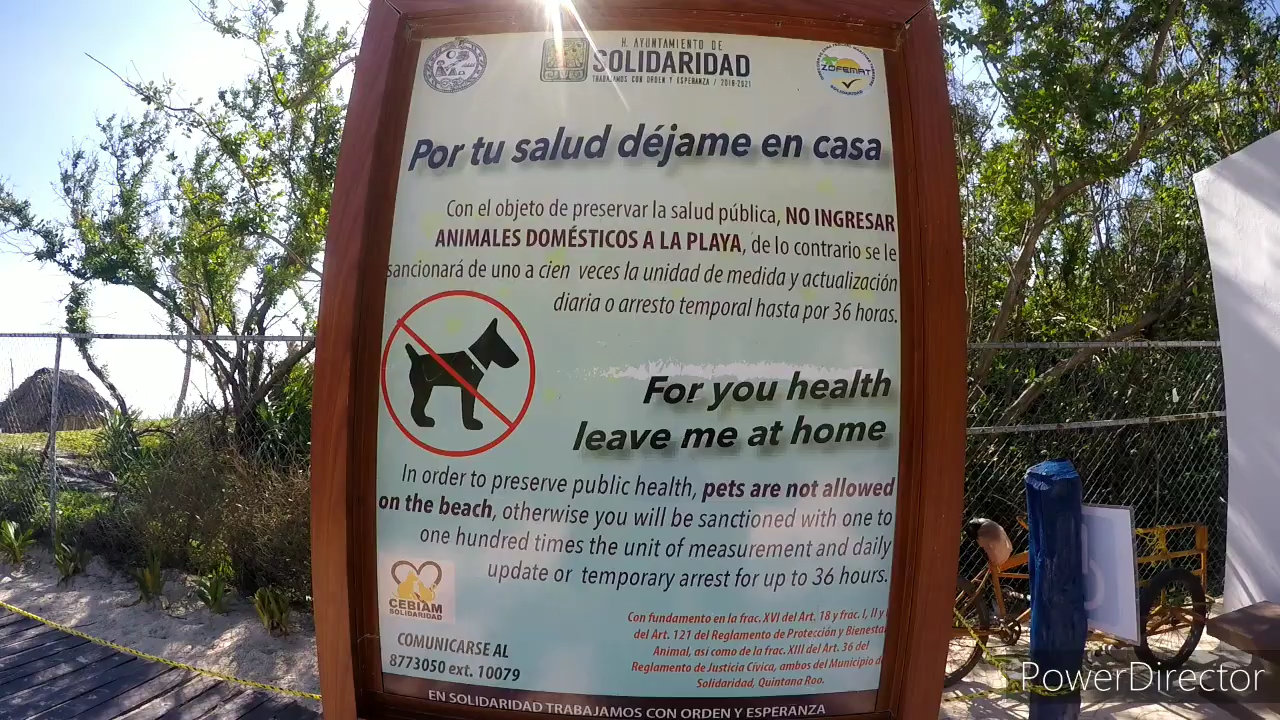 H. AYUNTAMIENTO DE
SOLIDARIDAD
TRABAJAMOS CON ORDEN Y ESPERANZA / 2018-2021
ZOFEMAT
SOLIDARIDAD
Por tu salud déjame en casa
Con el objeto de preservar la salud pública, NO INGRESAR
ANIMALES DOMÉSTICOS A LA PLAYA, de lo contrario se le
sancionará de uno a cien veces la unidad de medida y actualización
diaria o arresto temporal hasta por 36 horas.
For you health
leave me at home
In order to preserve public health, pets are not allowed
on the beach, otherwise you will be sanctioned with one to
one hundred times the unit of measurement and daily
update or temporary arrest for up to 36 hours.
CEBIAM
SOLIDARIDAD
COMUNICARSE AL
8773050 ext. 10079
Con fundamento en la frac. XVI del Art. 18 y frac. I, II y
del Art. 121 del Reglamento de Protección y Bienestar
Animal, así como de la frac. XIII del Art. 36 del
Reglamento de Justicia Cívica, ambos del Municipio de
Solidaridad, Quintana Roo.
EN SOLIDARIDAD TRABAJAMOS CON ORDEN Y ESPERANZA
PowerDirector